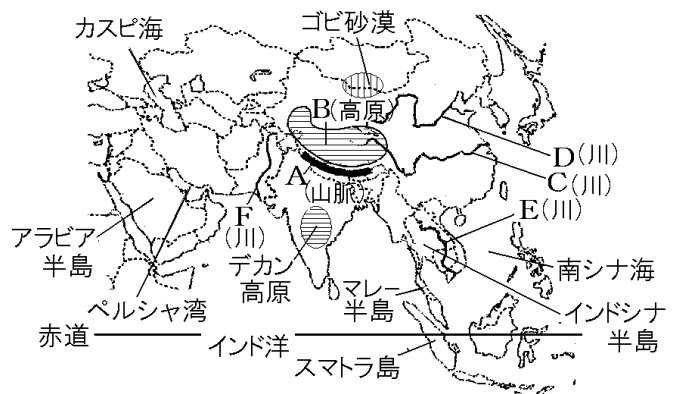 カスピ海
ゴビ砂漠
B(高原)
D(川)
C(川)
A
(山脈)
E(川)
F
(川)
アラビア
半島
デカン
高原
南シナ海
マレー
半島
ペルシャ湾
インドシナ
半島
赤道
インド洋
スマトラ島